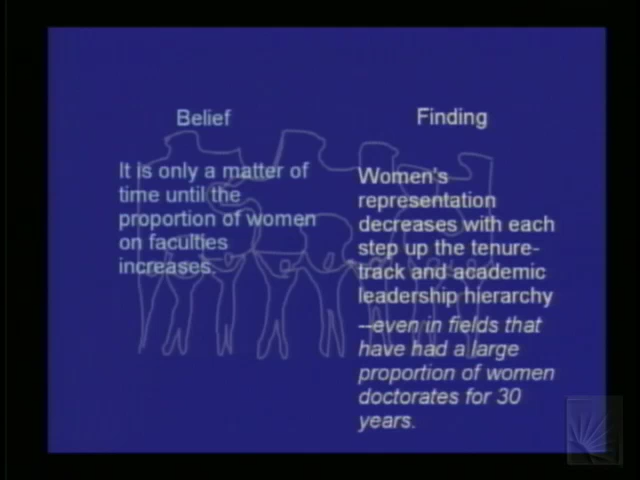 Belief
It is only a matter of
time until the
proportion of women
on faculties
increases.
Finding
Women's
representation
decreases with each
step up the tenure-
track and academic
leadership hierarchy
--even in fields that
have had a large
proportion of women
doctorates for 30
years.